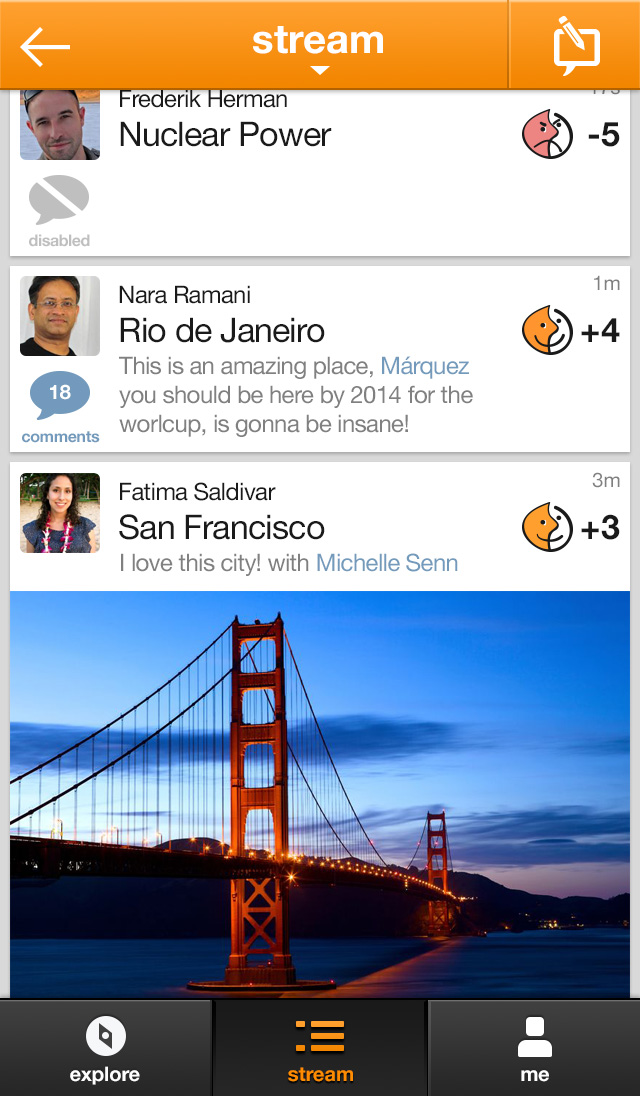 stream
Frederik Herman
Nuclear Power
-5
disabled
1m
Nara Ramani
Rio de Janeiro
+4
This is an amazing place, Márquez
you should be here by 2014 for the
worlcup, is gonna be insane!
18
comments
3m
Fatima Saldivar
San Francisco
+3
I love this city! with Michelle Senn
explore
stream
me